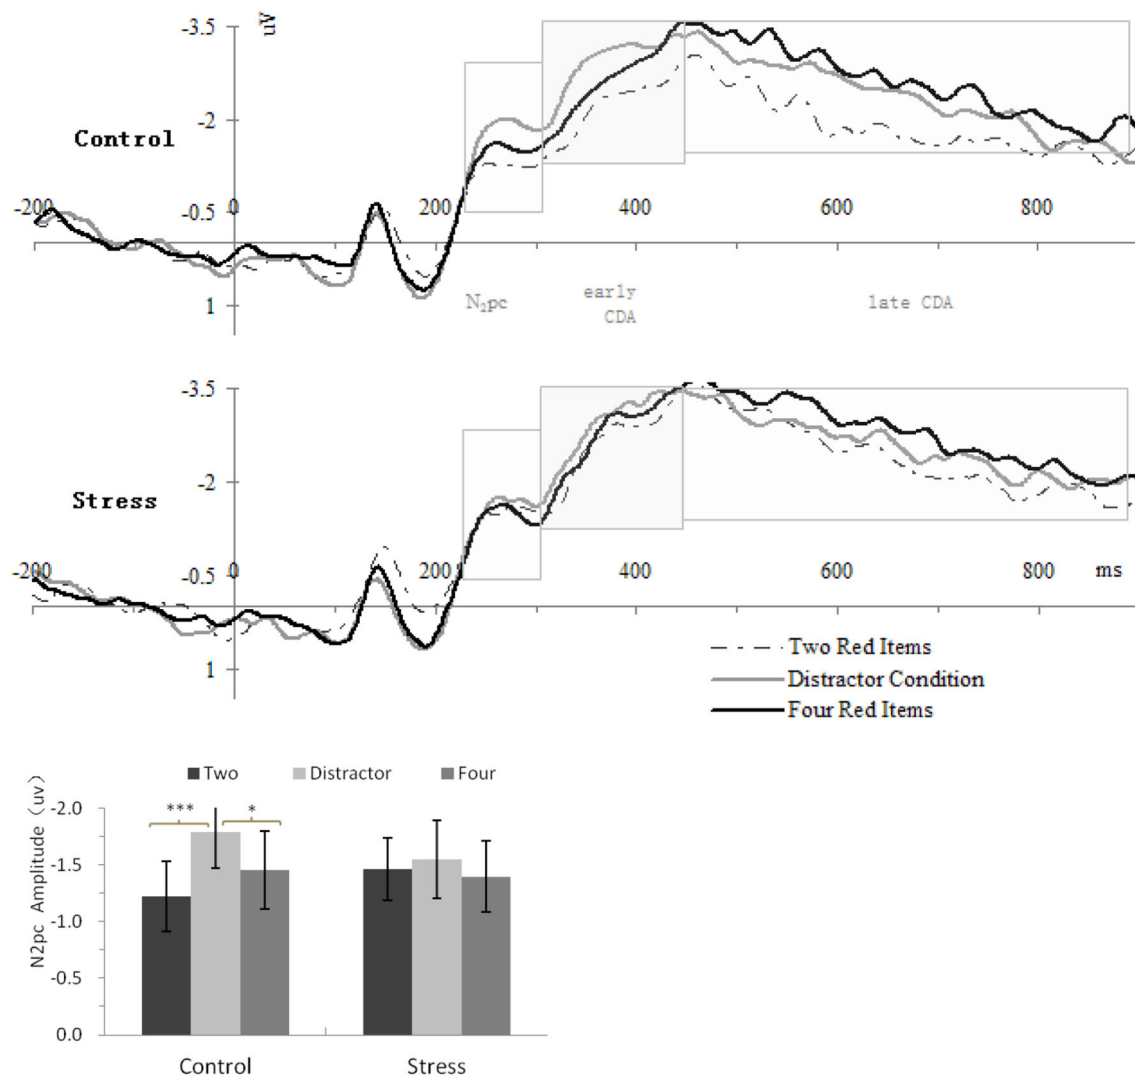 -3.5
uV
-2
Control
-200 -0.5 0 200 400 600 800
N₂pc early CDA late CDA
1
-3.5
-2
Stress
-200 -0.5 0 200 400 600 800 ms
1
Two Red Items
Distractor Condition
Four Red Items
Two Distractor Four
N2pc Amplitude (uv)
-2.0
*** *
-1.5
-1.0
-0.5
0.0
Control Stress